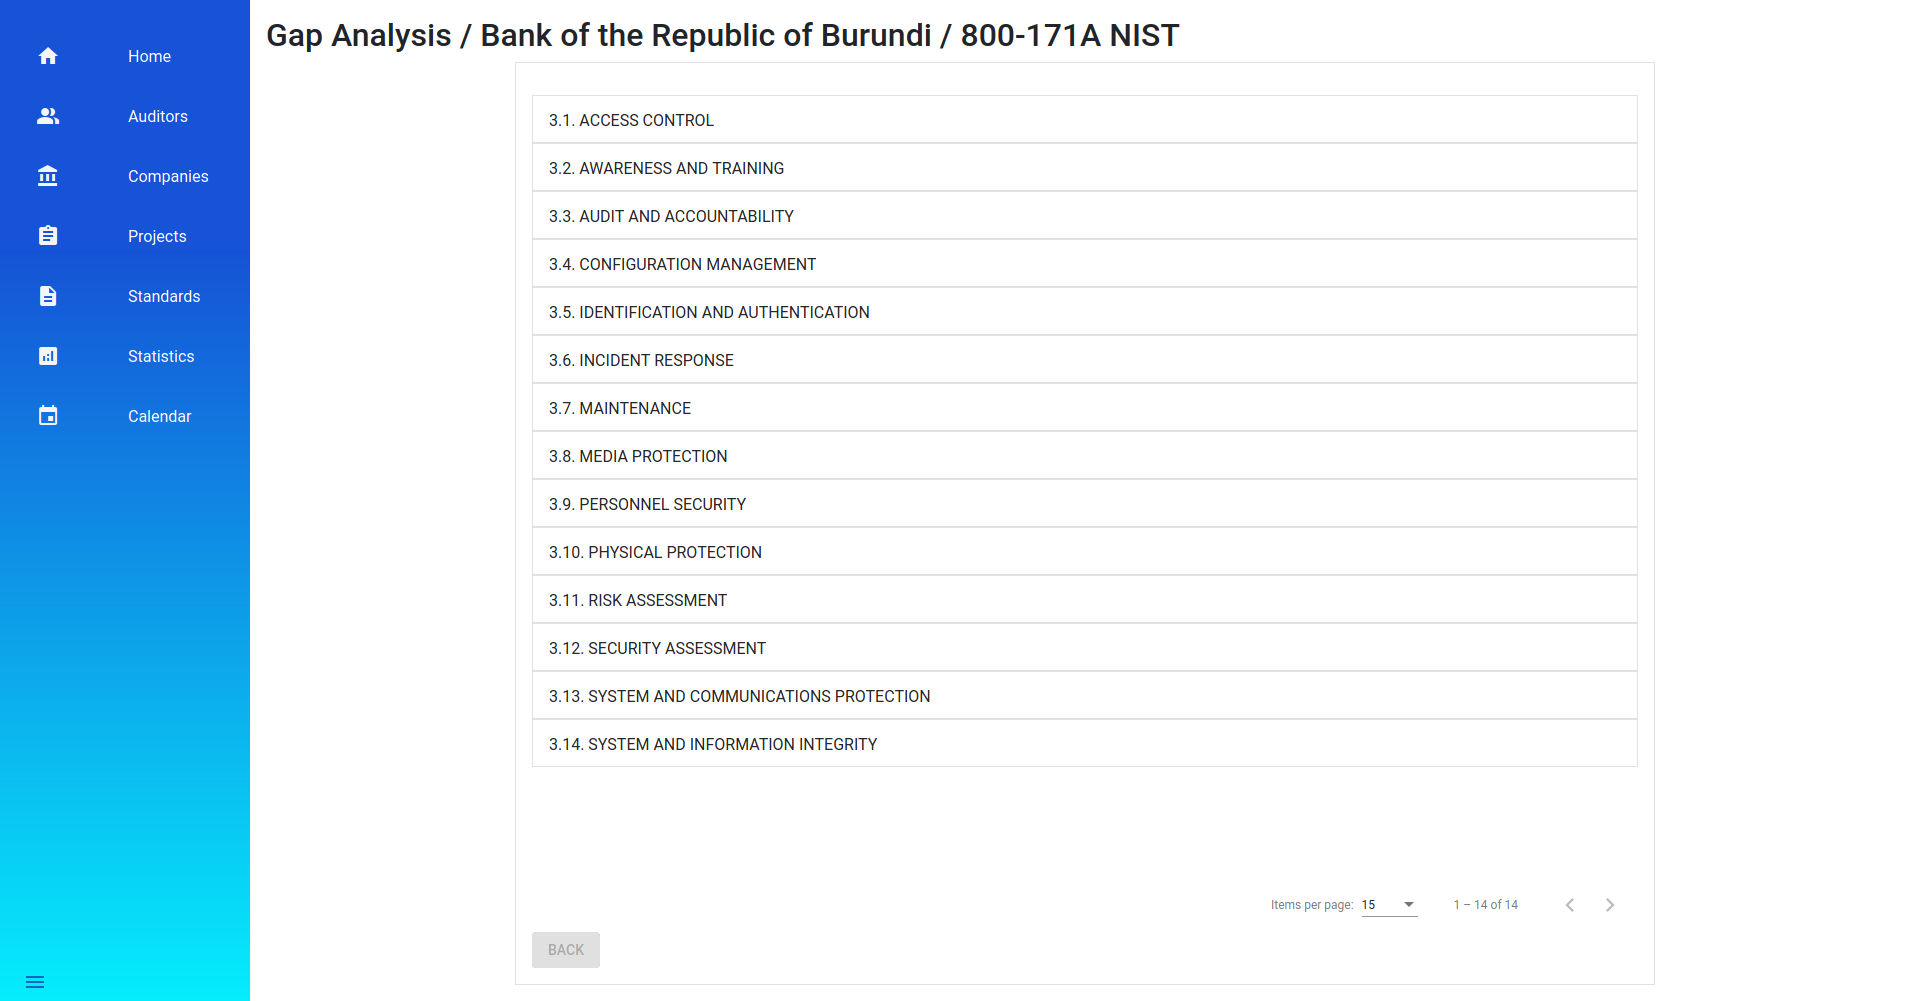 Home
Auditors
Companies
Projects
Standards
Statistics
Calendar
Gap Analysis / Bank of the Republic of Burundi / 800-171A NIST
3.1. ACCESS CONTROL
3.2. AWARENESS AND TRAINING
3.3. AUDIT AND ACCOUNTABILITY
3.4. CONFIGURATION MANAGEMENT
3.5. IDENTIFICATION AND AUTHENTICATION
3.6. INCIDENT RESPONSE
3.7. MAINTENANCE
3.8. MEDIA PROTECTION
3.9. PERSONNEL SECURITY
3.10. PHYSICAL PROTECTION
3.11. RISK ASSESSMENT
3.12. SECURITY ASSESSMENT
3.13. SYSTEM AND COMMUNICATIONS PROTECTION
3.14. SYSTEM AND INFORMATION INTEGRITY
Items per page: 15 1 – 14 of 14
BACK